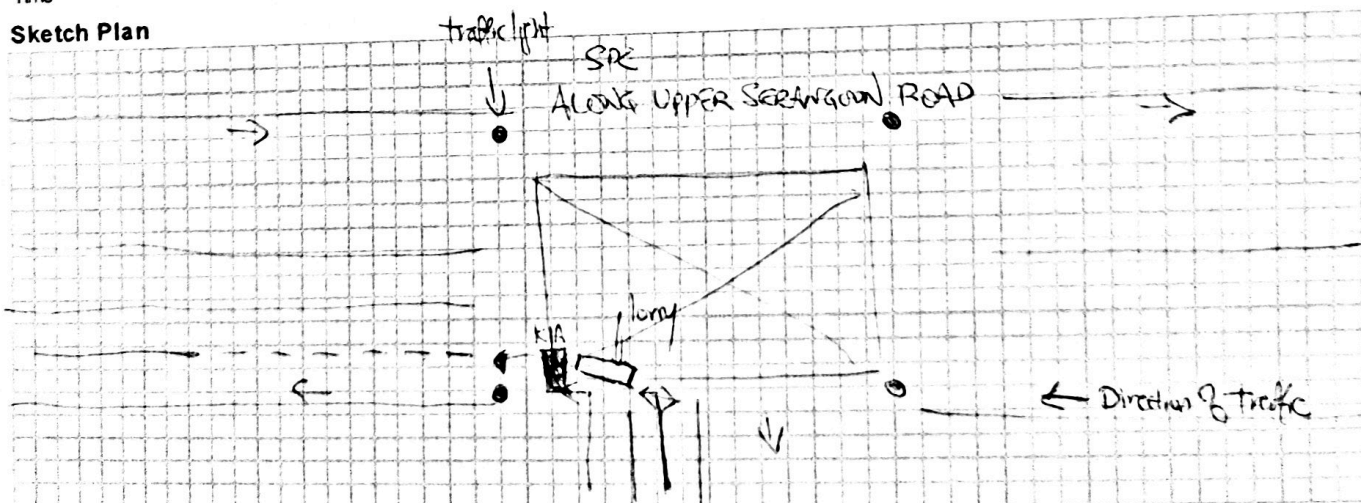 Sketch Plan
traffic light
SPC
ALONG UPPER SERANGOON ROAD
lorry
KIA
Direction of traffic